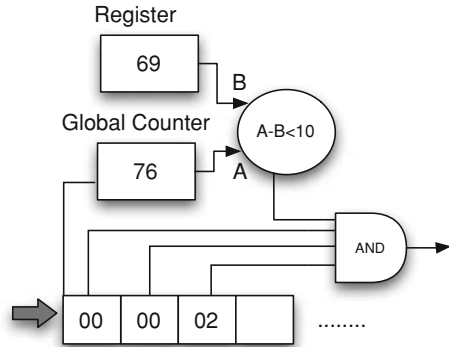 Register
69
B
Global Counter
A-B<10
76
A
AND
00 00 02 ........